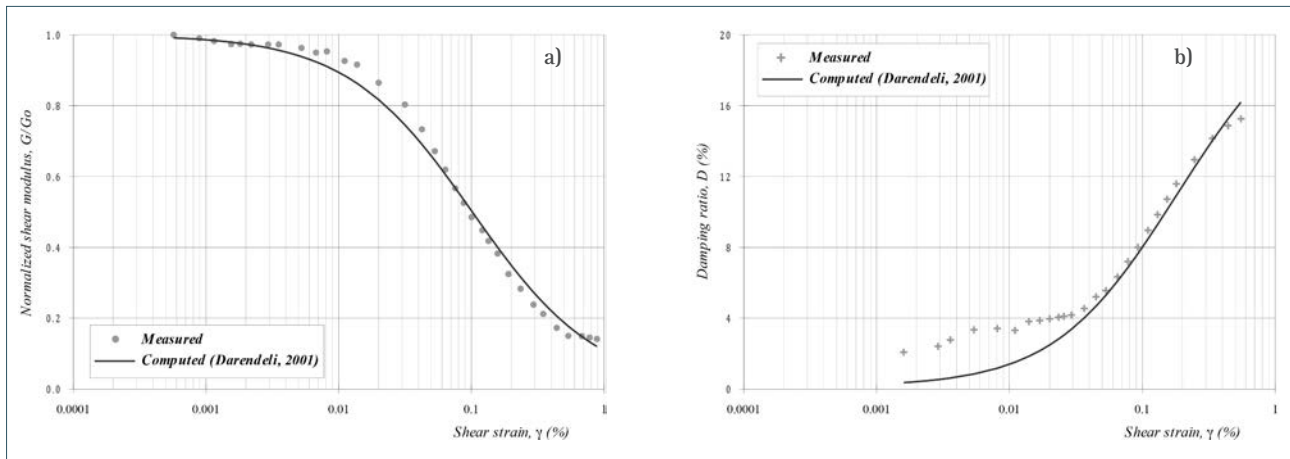 a)
Normalized shear modulus, G/Go
1.0
0.8
0.6
0.4
0.2
0.0
Measured
Computed (Darendeli, 2001)
0.0001
0.001
0.01
0.1
1
Shear strain, γ (%)
b)
Damping ratio, D (%)
20
16
12
8
4
0
Measured
Computed (Darendeli, 2001)
0.0001
0.001
0.01
0.1
1
Shear strain, γ (%)